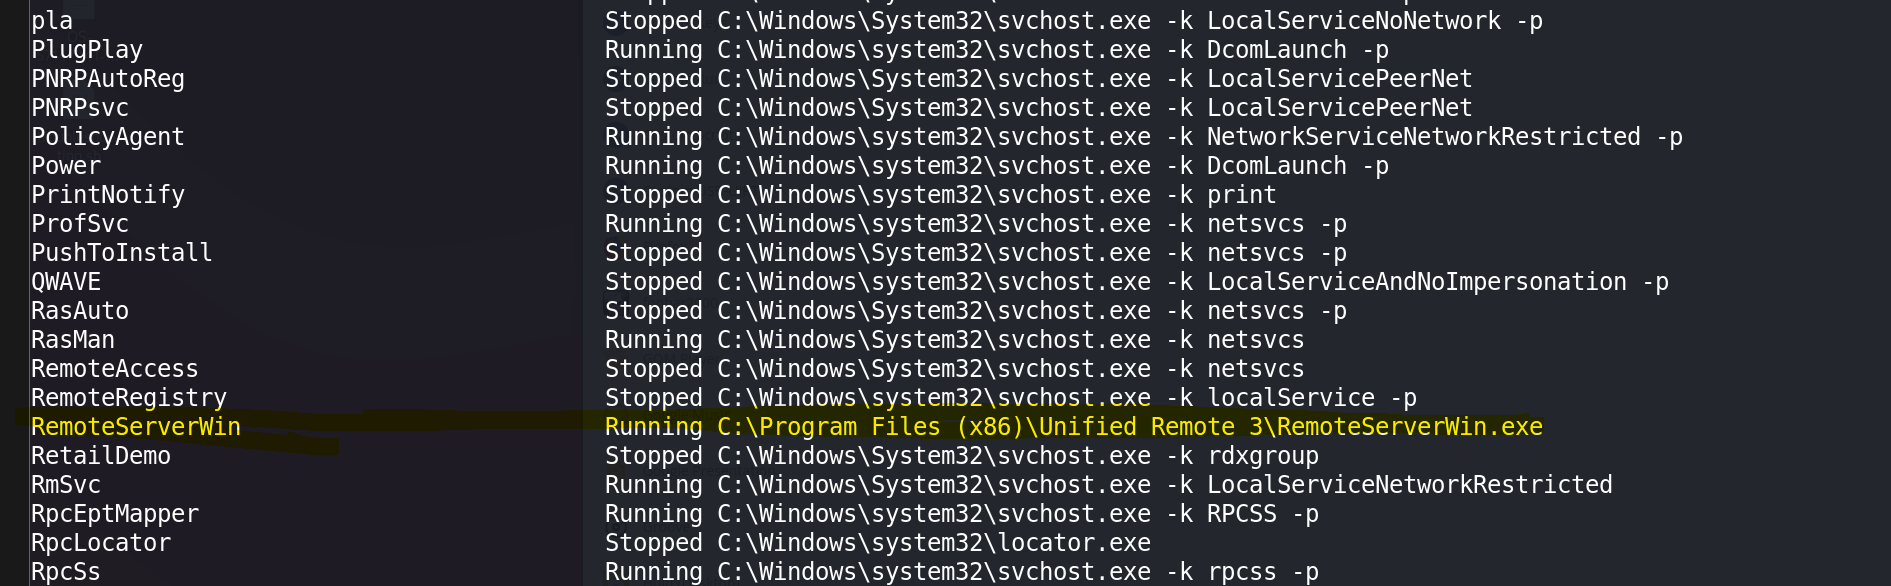 pla Stopped C:\Windows\System32\svchost.exe -k LocalServiceNoNetwork -p
PlugPlay Running C:\Windows\system32\svchost.exe -k DcomLaunch -p
PNRPAutoReg Stopped C:\Windows\System32\svchost.exe -k LocalServicePeerNet
PNRPsvc Stopped C:\Windows\System32\svchost.exe -k LocalServicePeerNet
PolicyAgent Running C:\Windows\system32\svchost.exe -k NetworkServiceNetworkRestricted -p
Power Running C:\Windows\system32\svchost.exe -k DcomLaunch -p
PrintNotify Stopped C:\Windows\system32\svchost.exe -k print
ProfSvc Running C:\Windows\system32\svchost.exe -k netsvcs -p
PushToInstall Stopped C:\Windows\System32\svchost.exe -k netsvcs -p
QWAVE Stopped C:\Windows\system32\svchost.exe -k LocalServiceAndNoImpersonation -p
RasAuto Stopped C:\Windows\System32\svchost.exe -k netsvcs -p
RasMan Running C:\Windows\System32\svchost.exe -k netsvcs
RemoteAccess Stopped C:\Windows\System32\svchost.exe -k netsvcs
RemoteRegistry Stopped C:\Windows\system32\svchost.exe -k localService -p
RemoteServerWin Running C:\Program Files (x86)\Unified Remote 3\RemoteServerWin.exe
RetailDemo Stopped C:\Windows\System32\svchost.exe -k rdxgroup
RmSvc Running C:\Windows\System32\svchost.exe -k LocalServiceNetworkRestricted
RpcEptMapper Running C:\Windows\system32\svchost.exe -k RPCSS -p
RpcLocator Stopped C:\Windows\system32\locator.exe
RpcSs Running C:\Windows\system32\svchost.exe -k rpcss -p